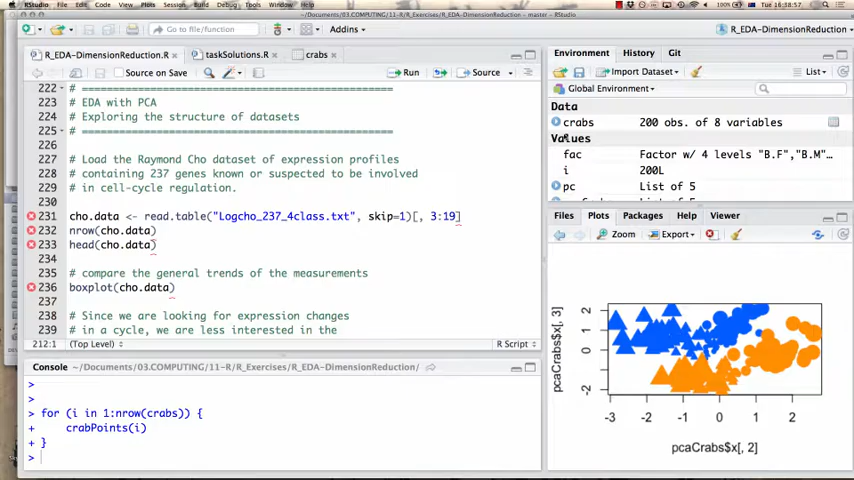 RStudio File Edit Code View Plots Session Build Debug Tools Window Help 100% 16:18:57
~/Documents/03.COMPUTING/11-R/R_Exercises/R_EDA-DimensionReduction - master - RStudio
Go to file/function Addins R_EDA-DimensionReduction
R_EDA-DimensionReduction.R taskSolutions.R crabs
Source on Save Run Source
222 # ==================================================
223 # EDA with PCA
224 # Exploring the structure of datasets
225 # ==================================================
226
227 # Load the Raymond Cho dataset of expression profiles
228 # containing 237 genes known or suspected to be involved
229 # in cell-cycle regulation.
230
231 cho.data <- read.table("Logcho_237_4class.txt", skip=1)[, 3:19]
232 nrow(cho.data)
233 head(cho.data)
234
235 # compare the general trends of the measurements
236 boxplot(cho.data)
237
238 # Since we are looking for expression changes
239 # in a cycle, we are less interested in the
212:1 (Top Level) R Script
Console ~/Documents/03.COMPUTING/11-R/R_Exercises/R_EDA-DimensionReduction/
>
>
> for (i in 1:nrow(crabs)) {
+ crabPoints(i)
+ }
>
Environment History Git
Import Dataset List
Global Environment
Data
crabs 200 obs. of 8 variables
Values
fac Factor w/ 4 levels "B.F","B.M"…
i 200L
pc List of 5
Files Plots Packages Help Viewer
Zoom Export
pcaCrabs$x[, 3]
2
1
0
-2
-3 -2 -1 0 1 2
pcaCrabs$x[, 2]